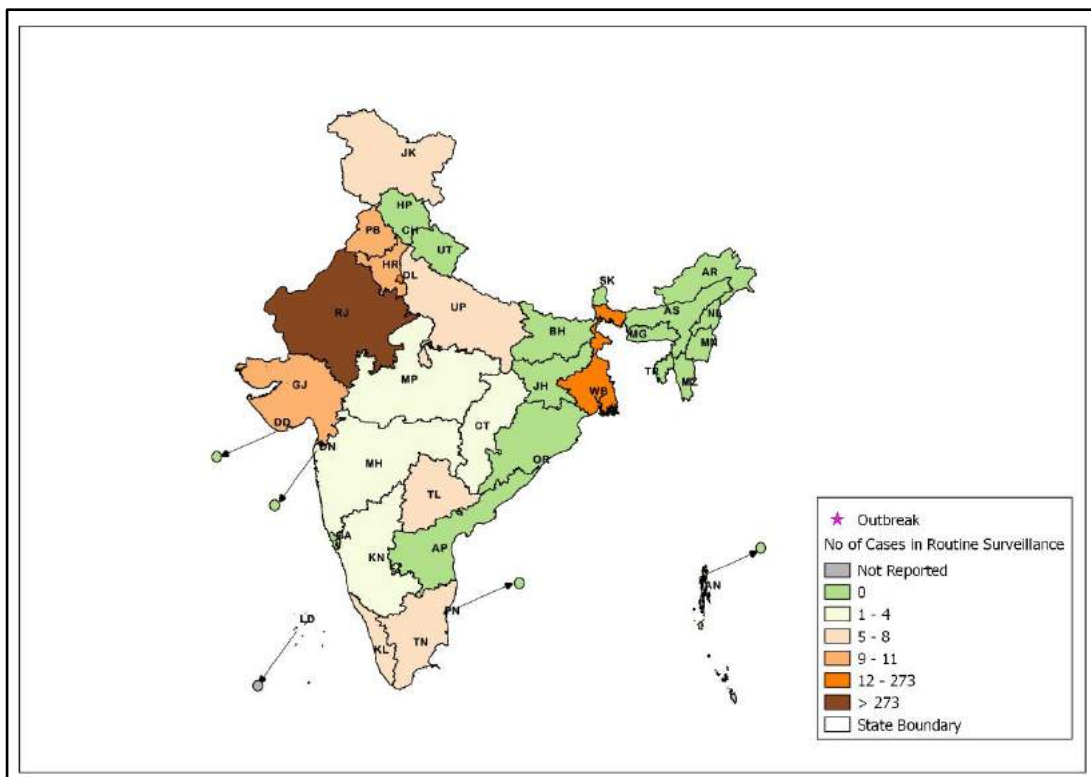 JK
HP
PB
CH
UT
HR
DL
AR
SK
RJ
UP
AS
NL
BH
MG
MN
TR
MZ
GJ
MP
JH
WB
CT
DD
DN
OR
MH
TL
GA
AP
KN
AN
PN
LD
TN
KL
Outbreak
No of Cases in Routine Surveillance
Not Reported
0
1 - 4
5 - 8
9 - 11
12 - 273
> 273
State Boundary